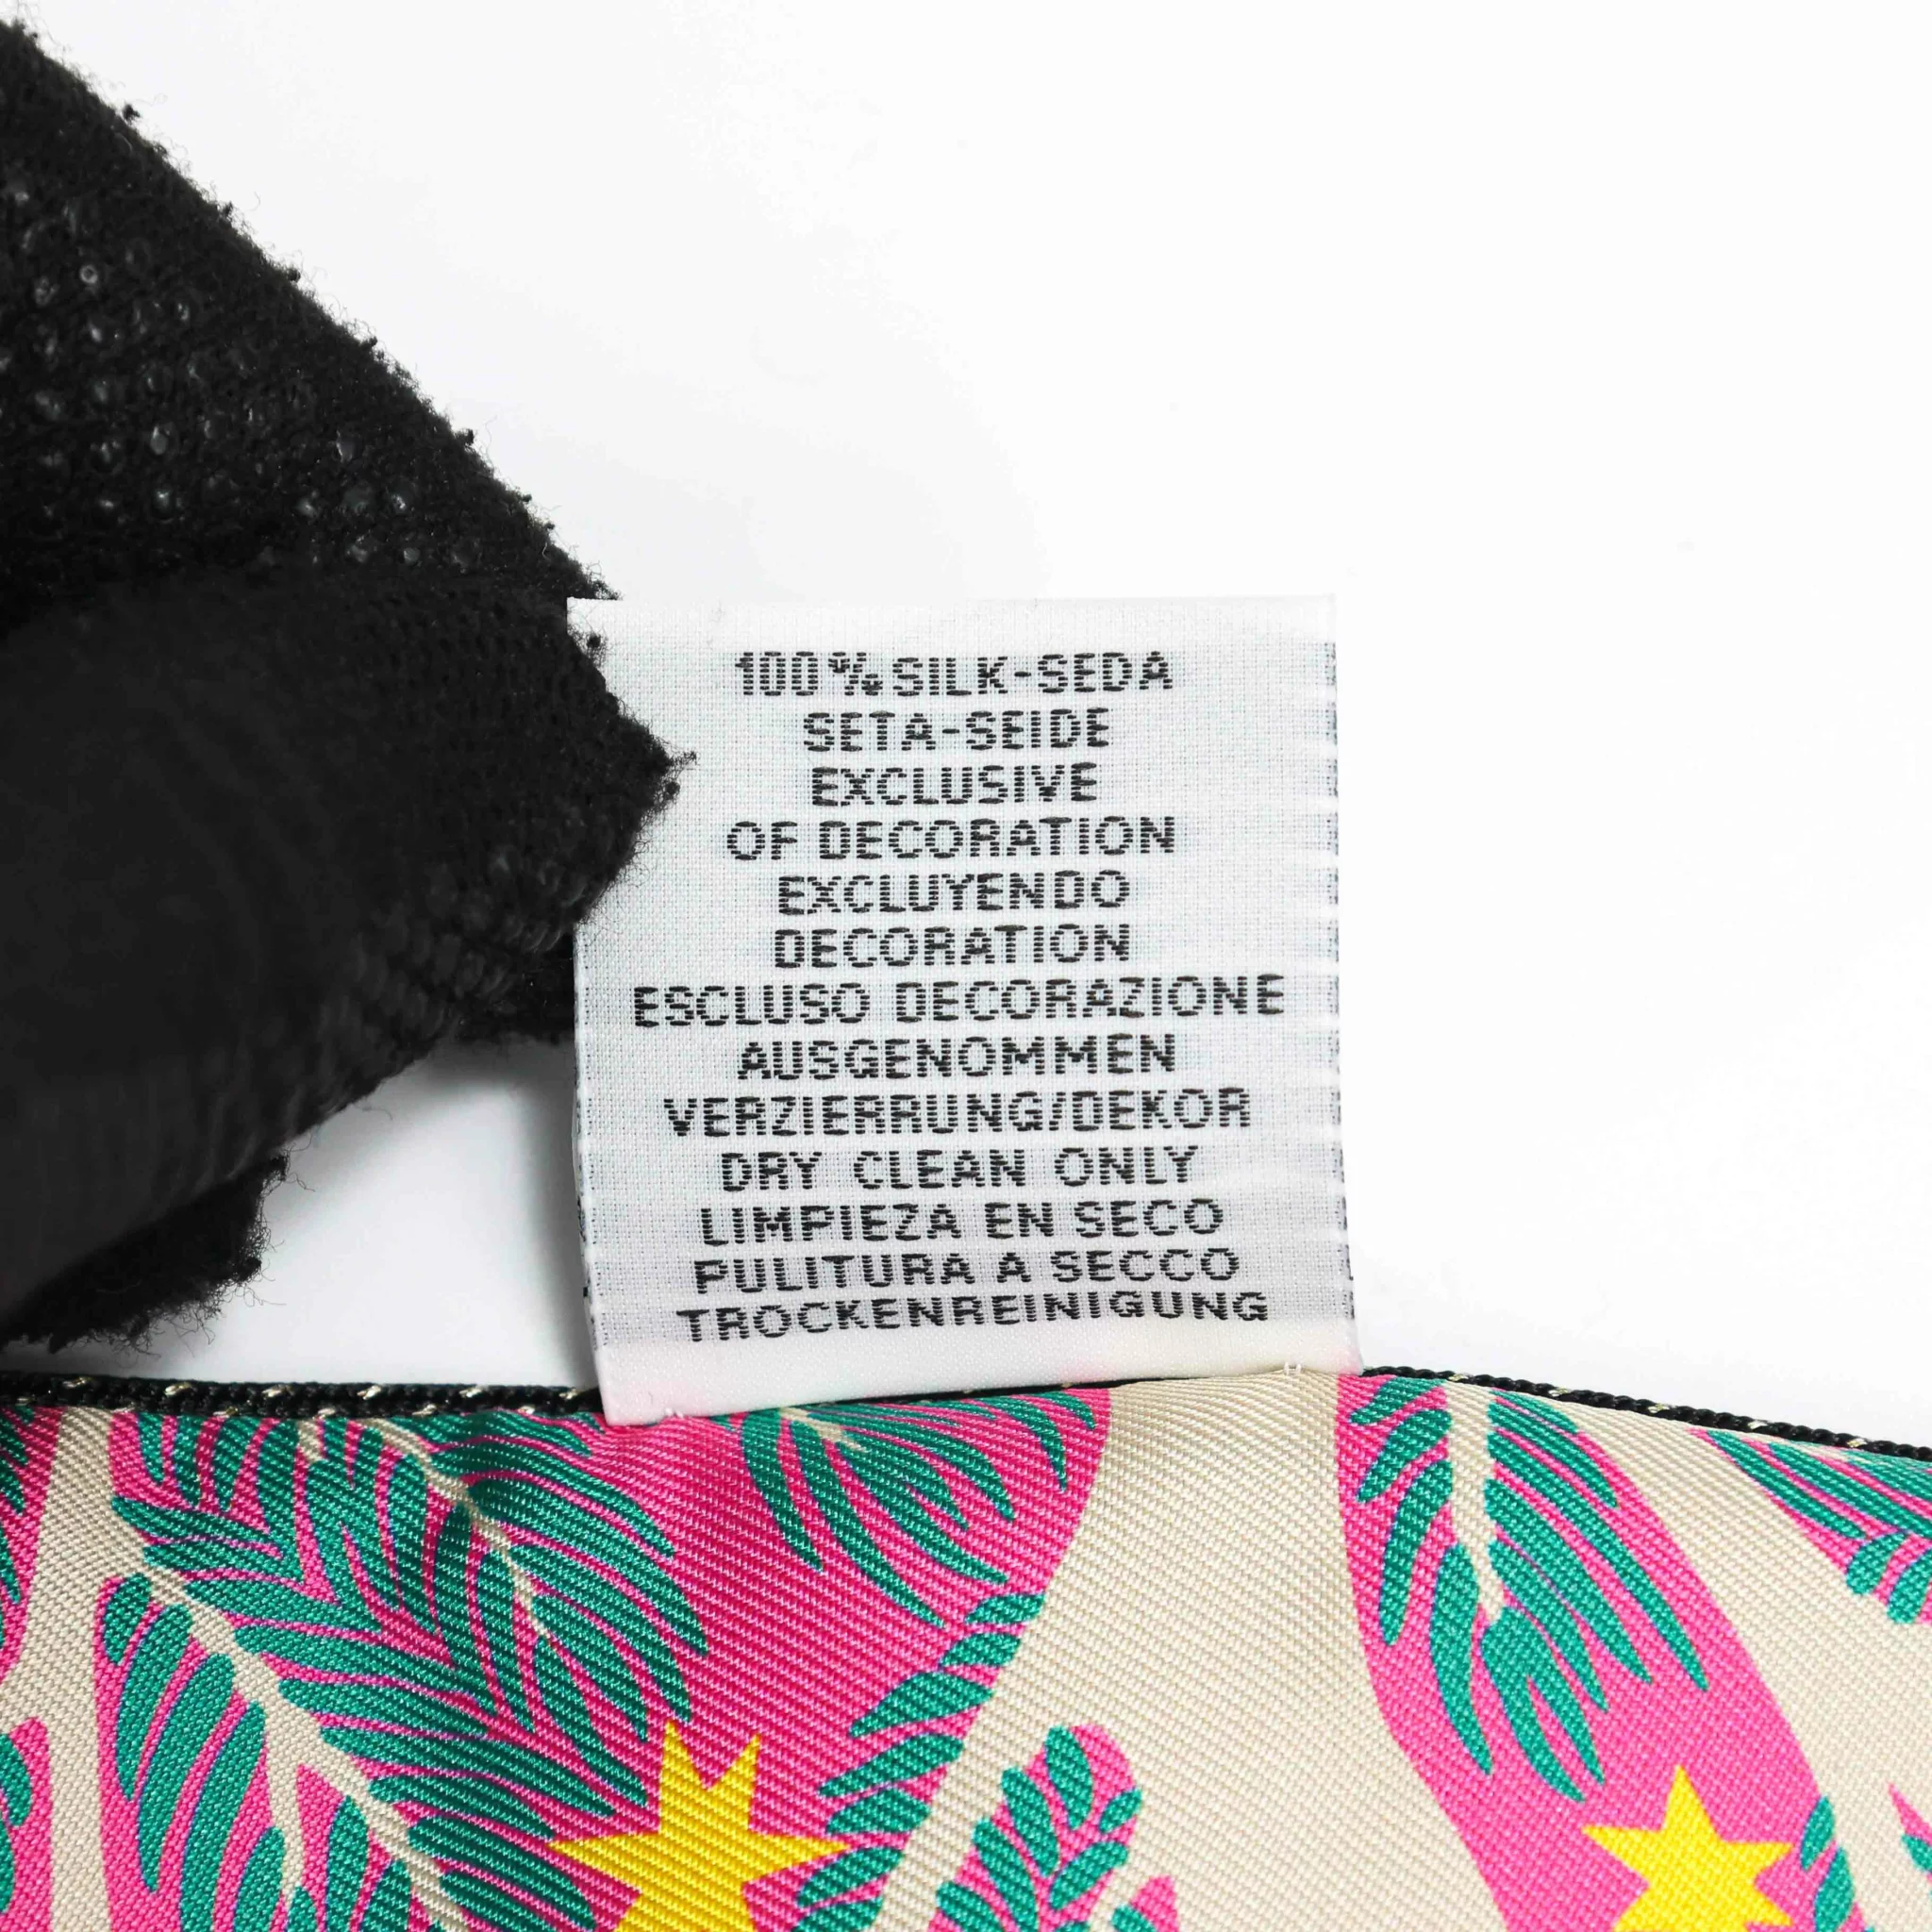 100% SILK-SEDA
SETA-SEIDE
EXCLUSIVE
OF DECORATION
EXCLUYENDO
DECORATION
ESCLUSO DECORAZIONE
AUSGENOMMEN
VERZIERRUNG/DEKOR
DRY CLEAN ONLY
LIMPIEZA EN SECO
PULITURA A SECCO
TROCKENREINIGUNG